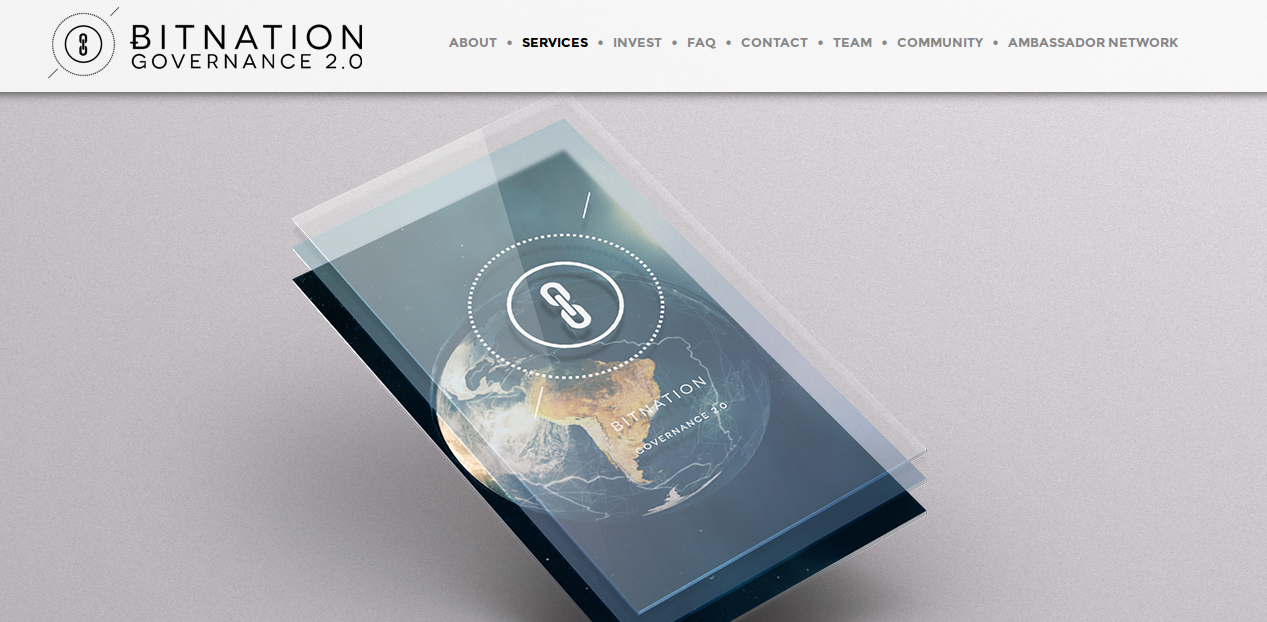 BITNATION
GOVERNANCE 2.0
ABOUT • SERVICES • INVEST • FAQ • CONTACT • TEAM • COMMUNITY • AMBASSADOR NETWORK
BITNATION
GOVERNANCE 2.0